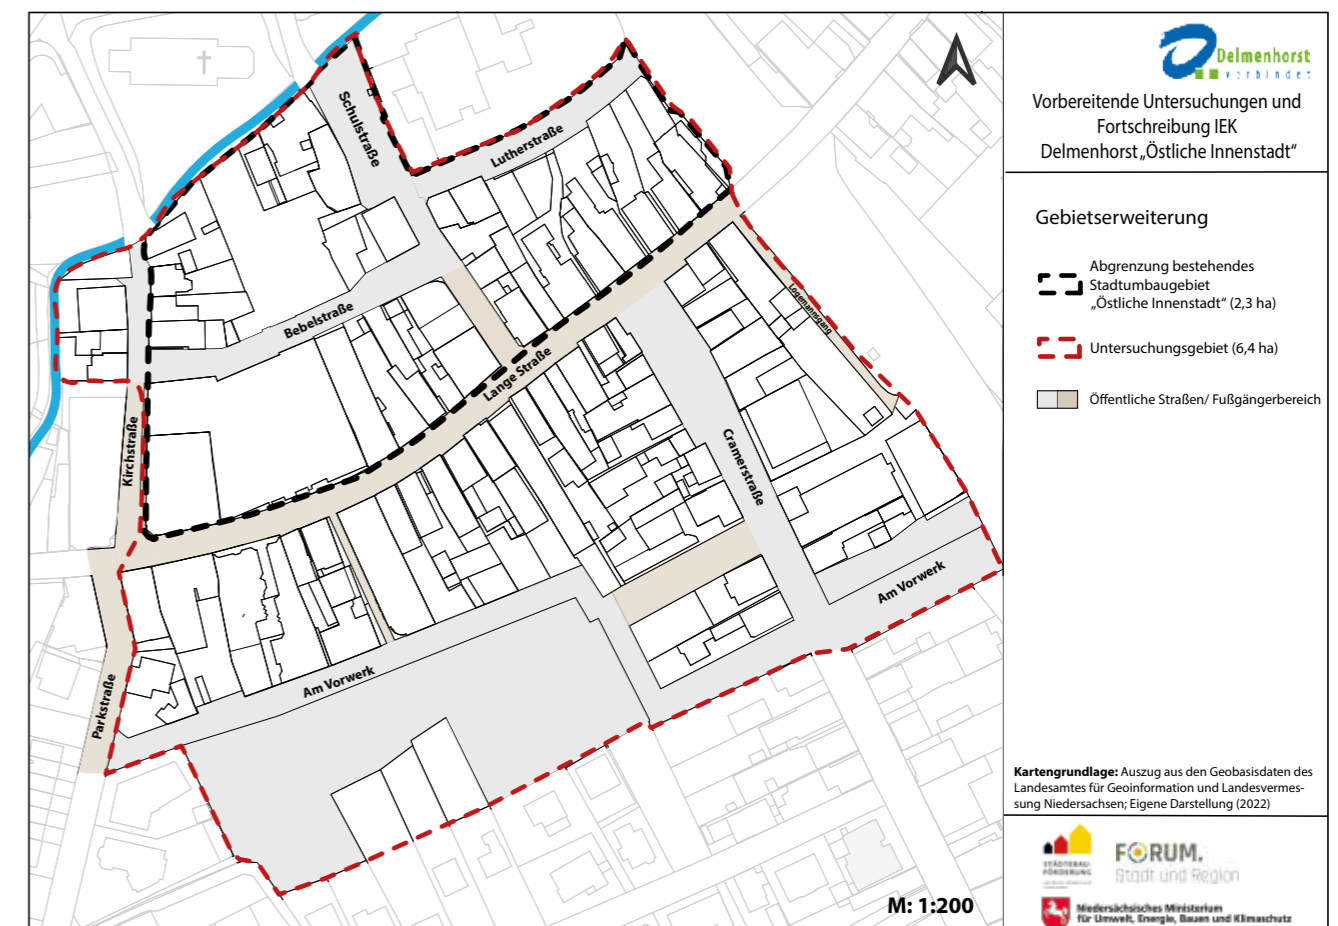 Schulstraße
Lutherstraße
Bebelstraße
Lange Straße
Logemannsgang
Kirchstraße
Cramerstraße
Am Vorwerk
Am Vorwerk
Parkstraße
M: 1:200
Delmenhorst
verbindet
Vorbereitende Untersuchungen und
Fortschreibung IEK
Delmenhorst „Östliche Innenstadt“
Gebietserweiterung
Abgrenzung bestehendes
Stadtumbaugebiet
„Östliche Innenstadt“ (2,3 ha)
Untersuchungsgebiet (6,4 ha)
Öffentliche Straßen/ Fußgängerbereich
Kartengrundlage: Auszug aus den Geobasisdaten des
Landesamtes für Geoinformation und Landesvermes-
sung Niedersachsen; Eigene Darstellung (2022)
STÄDTEBAU-
FÖRDERUNG
FORUM.
Stadt und Region
Niedersächsisches Ministerium
für Umwelt, Energie, Bauen und Klimaschutz